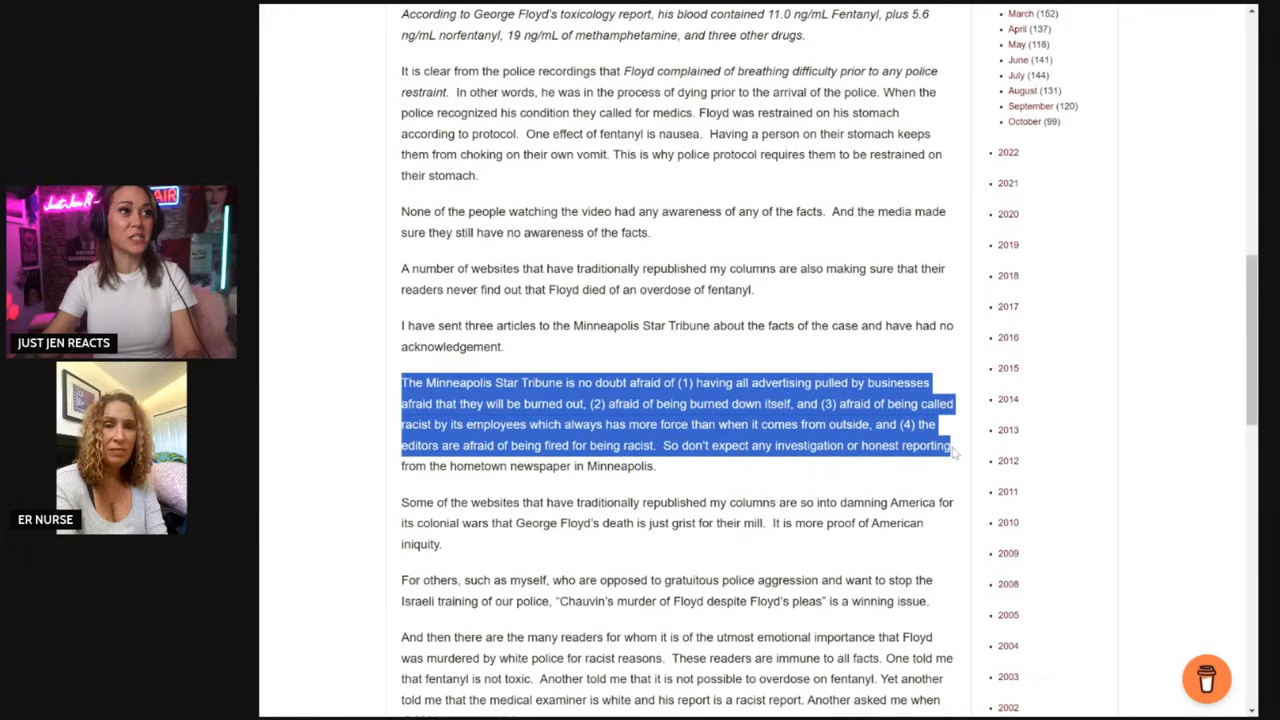 According to George Floyd's toxicology report, his blood contained 11.0 ng/mL Fentanyl, plus 5.6
ng/mL norfentanyl, 19 ng/mL of methamphetamine, and three other drugs.
It is clear from the police recordings that Floyd complained of breathing difficulty prior to any police
restraint.  In other words, he was in the process of dying prior to the arrival of the police.  When the
police recognized his condition they called for medics. Floyd was restrained on his stomach
according to protocol.  One effect of fentanyl is nausea.  Having a person on their stomach keeps
them from choking on their own vomit. This is why police protocol requires them to be restrained on
their stomach.
None of the people watching the video had any awareness of any of the facts.  And the media made
sure they still have no awareness of the facts.
A number of websites that have traditionally republished my columns are also making sure that their
readers never find out that Floyd died of an overdose of fentanyl.
I have sent three articles to the Minneapolis Star Tribune about the facts of the case and have had no
acknowledgement.
The Minneapolis Star Tribune is no doubt afraid of (1) having all advertising pulled by businesses
afraid that they will be burned out, (2) afraid of being burned down itself, and (3) afraid of being called
racist by its employees which always has more force than when it comes from outside, and (4) the
editors are afraid of being fired for being racist.  So don't expect any investigation or honest reporting
from the hometown newspaper in Minneapolis.
Some of the websites that have traditionally republished my columns are so into damning America for
its colonial wars that George Floyd's death is just grist for their mill.  It is more proof of American
iniquity.
For others, such as myself, who are opposed to gratuitous police aggression and want to stop the
Israeli training of our police, “Chauvin's murder of Floyd despite Floyd's pleas” is a winning issue.
And then there are the many readers for whom it is of the utmost emotional importance that Floyd
was murdered by white police for racist reasons.  These readers are immune to all facts. One told me
that fentanyl is not toxic.  Another told me that it is not possible to overdose on fentanyl. Yet another
told me that the medical examiner is white and his report is a racist report. Another asked me when
March (152)
April (137)
May (118)
June (141)
July (144)
August (131)
September (120)
October (99)
2022
2021
2020
2019
2018
2017
2016
2015
2014
2013
2012
2011
2010
2009
2008
2005
2004
2003
2002
Just Jen R
AIR
JUST JEN REACTS
ER NURSE